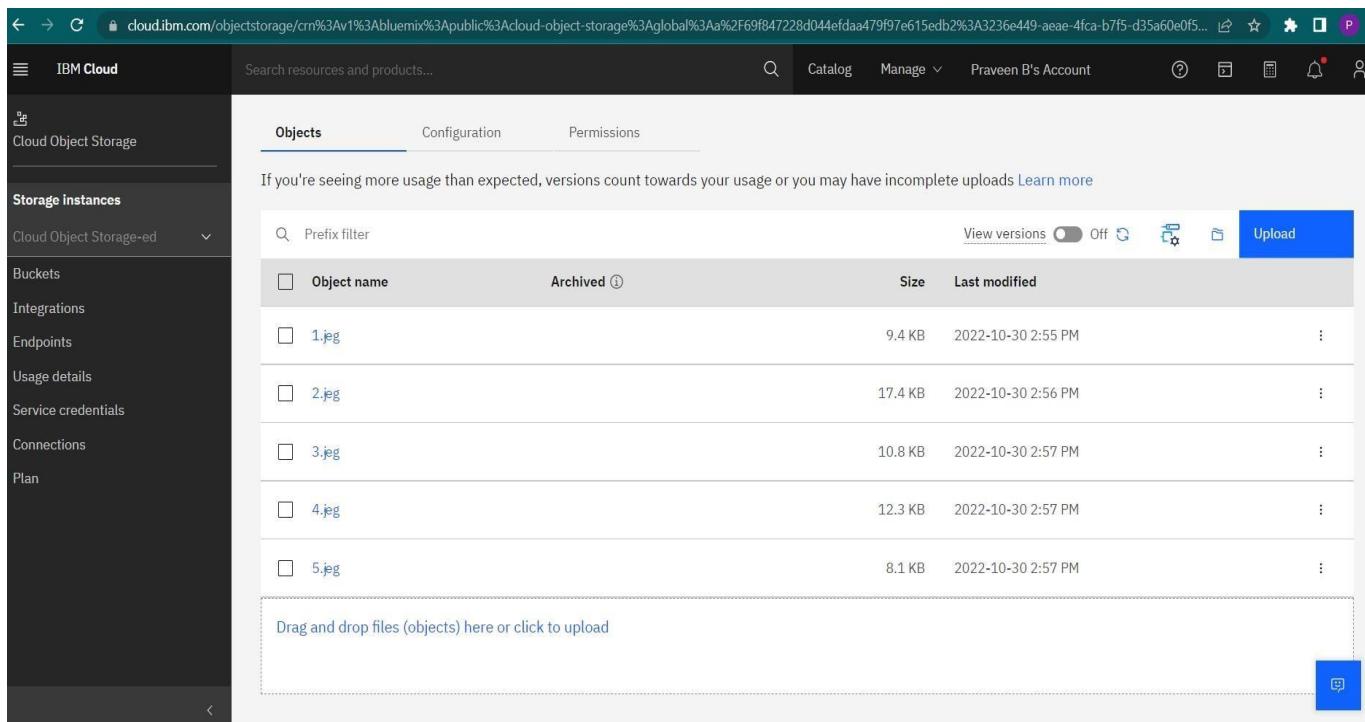 cloud.ibm.com/objectstorage/crn%3Av1%3Abluemix%3Apublic%3Acloud-object-storage%3Aglobal%3Aa%2F69f847228d044efdaa479f97e615edb2%3A3236e449-aeae-4fca-b7f5-d35a60e0f5... P
IBM Cloud Search resources and products... Catalog Manage Praveen B's Account
Cloud Object Storage
Storage instances
Cloud Object Storage-ed
Buckets
Integrations
Endpoints
Usage details
Service credentials
Connections
Plan
Objects Configuration Permissions
If you're seeing more usage than expected, versions count towards your usage or you may have incomplete uploads Learn more
Prefix filter View versions Off Upload
Object name Archived Size Last modified
1.jeg 9.4 KB 2022-10-30 2:55 PM
2.jeg 17.4 KB 2022-10-30 2:56 PM
3.jeg 10.8 KB 2022-10-30 2:57 PM
4.jeg 12.3 KB 2022-10-30 2:57 PM
5.jeg 8.1 KB 2022-10-30 2:57 PM
Drag and drop files (objects) here or click to upload